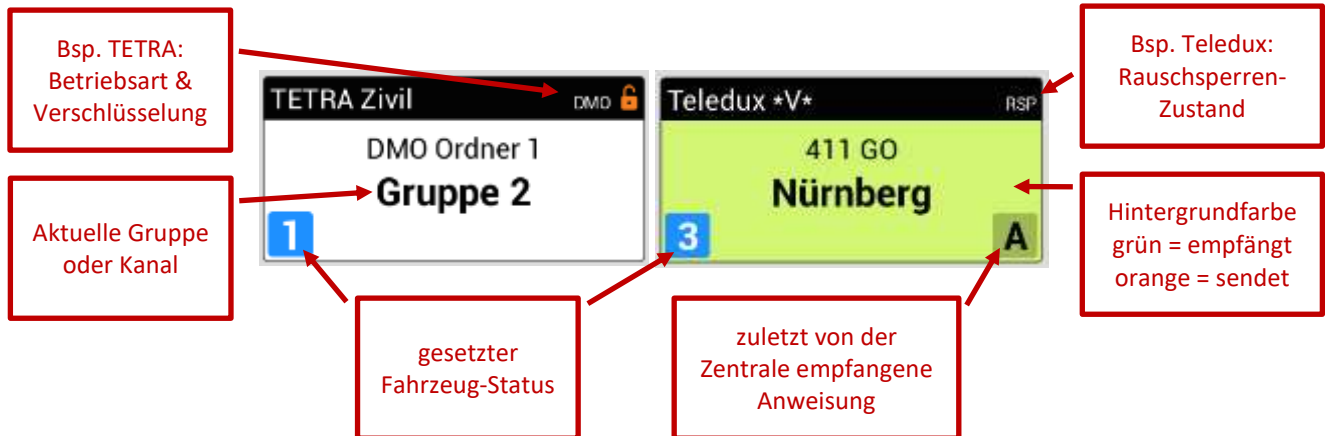 Bsp. TETRA:
Betriebsart &
Verschlüsselung
Aktuelle Gruppe
oder Kanal
TETRA Zivil DMO
DMO Ordner 1
Gruppe 2
1
Teledux *V* RSP
411 GO
Nürnberg
3 A
Bsp. Teledux:
Rauschsperren-
Zustand
Hintergrundfarbe
grün = empfängt
orange = sendet
gesetzter
Fahrzeug-Status
zuletzt von der
Zentrale empfangene
Anweisung